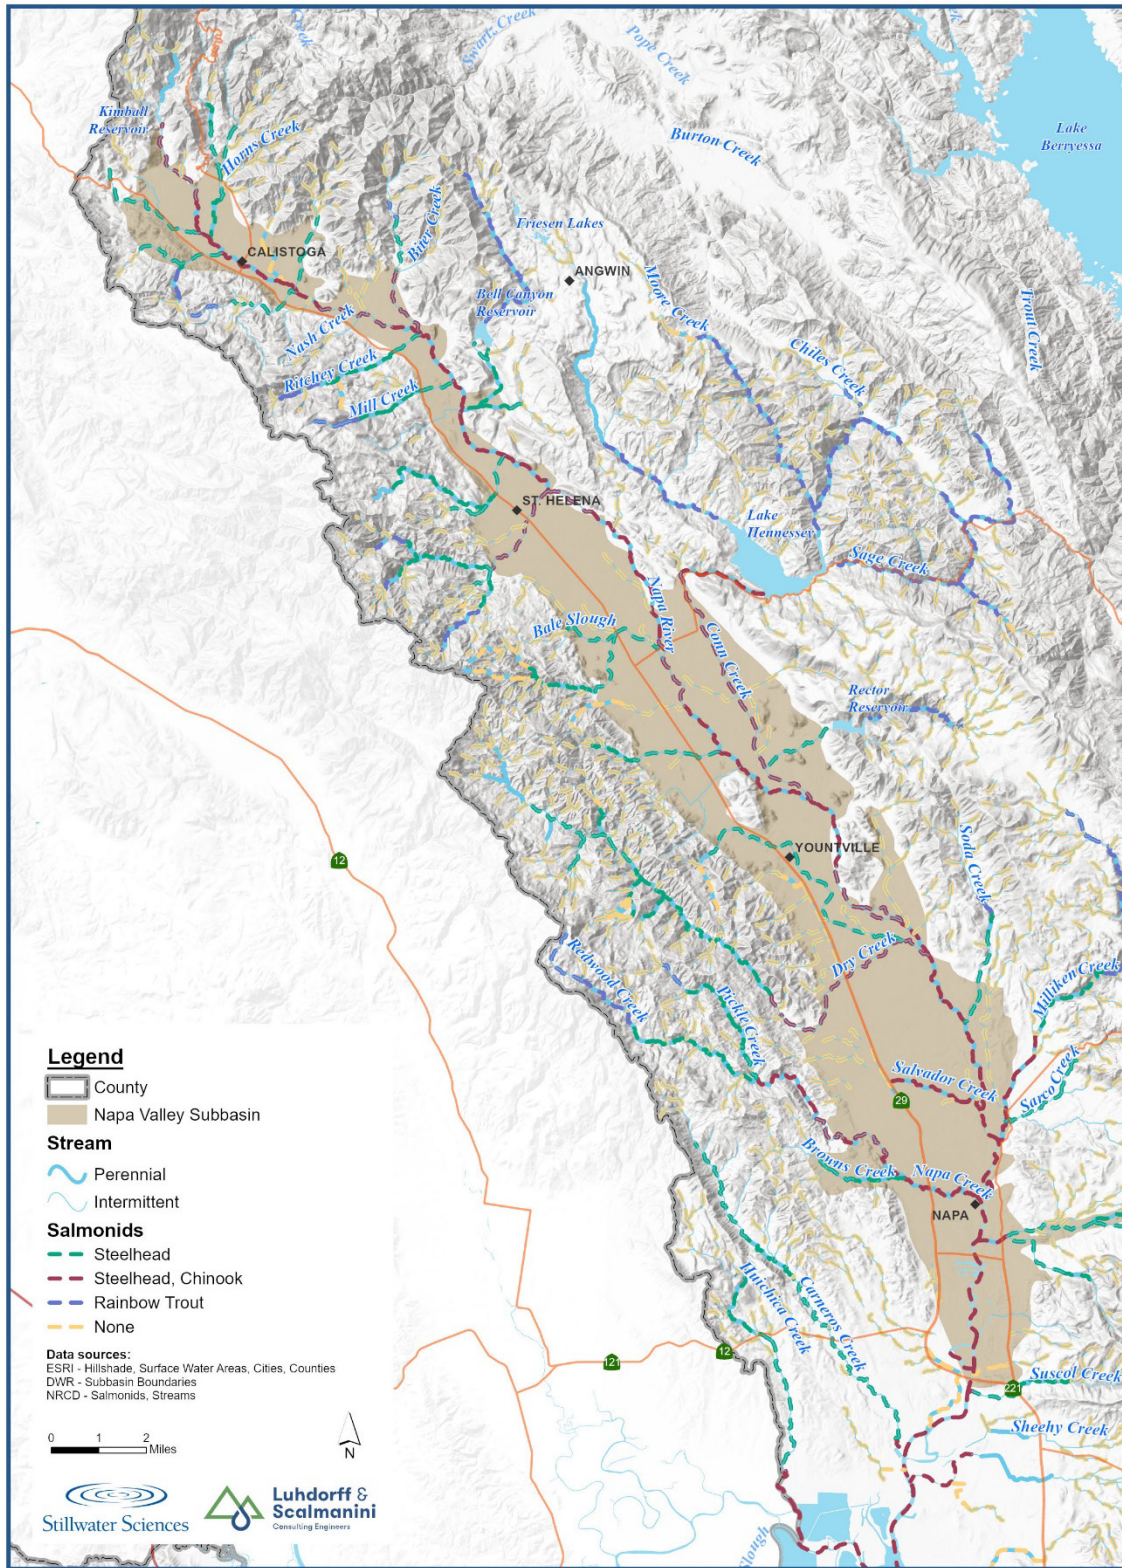 Creek
Swartz Creek
Pope Creek
Creek
Kimball
Reservoir
Horns Creek
Burton Creek
Lake
Berryessa
Biter Creek
Friesen Lakes
CALISTOGA
ANGWIN
Bell Canyon
Reservoir
Moore Creek
Trout Creek
Nash Creek
Chiles Creek
Ritchey Creek
Mill Creek
ST. HELENA
Lake
Hennessey
Sage Creek
Napa River
Bale Slough
Conn Creek
Rector
Reservoir
12
YOUNTVILLE
Soda Creek
Redwood Creek
Dry Creek
Pickle Creek
Milliken Creek
Salvador Creek
Sarco Creek
29
Browns Creek
Napa Creek
NAPA
Huichica Creek
Carneros Creek
12
121
Suscol Creek
221
Sheehy Creek
Slough
Legend
County
Napa Valley Subbasin
Stream
Perennial
Intermittent
Salmonids
Steelhead
Steelhead, Chinook
Rainbow Trout
None
Data sources:
ESRI - Hillshade, Surface Water Areas, Cities, Counties
DWR - Subbasin Boundaries
NRCD - Salmonids, Streams
0 1 2
Miles
N
Stillwater Sciences
Luhdorff &
Scalmanini
Consulting Engineers